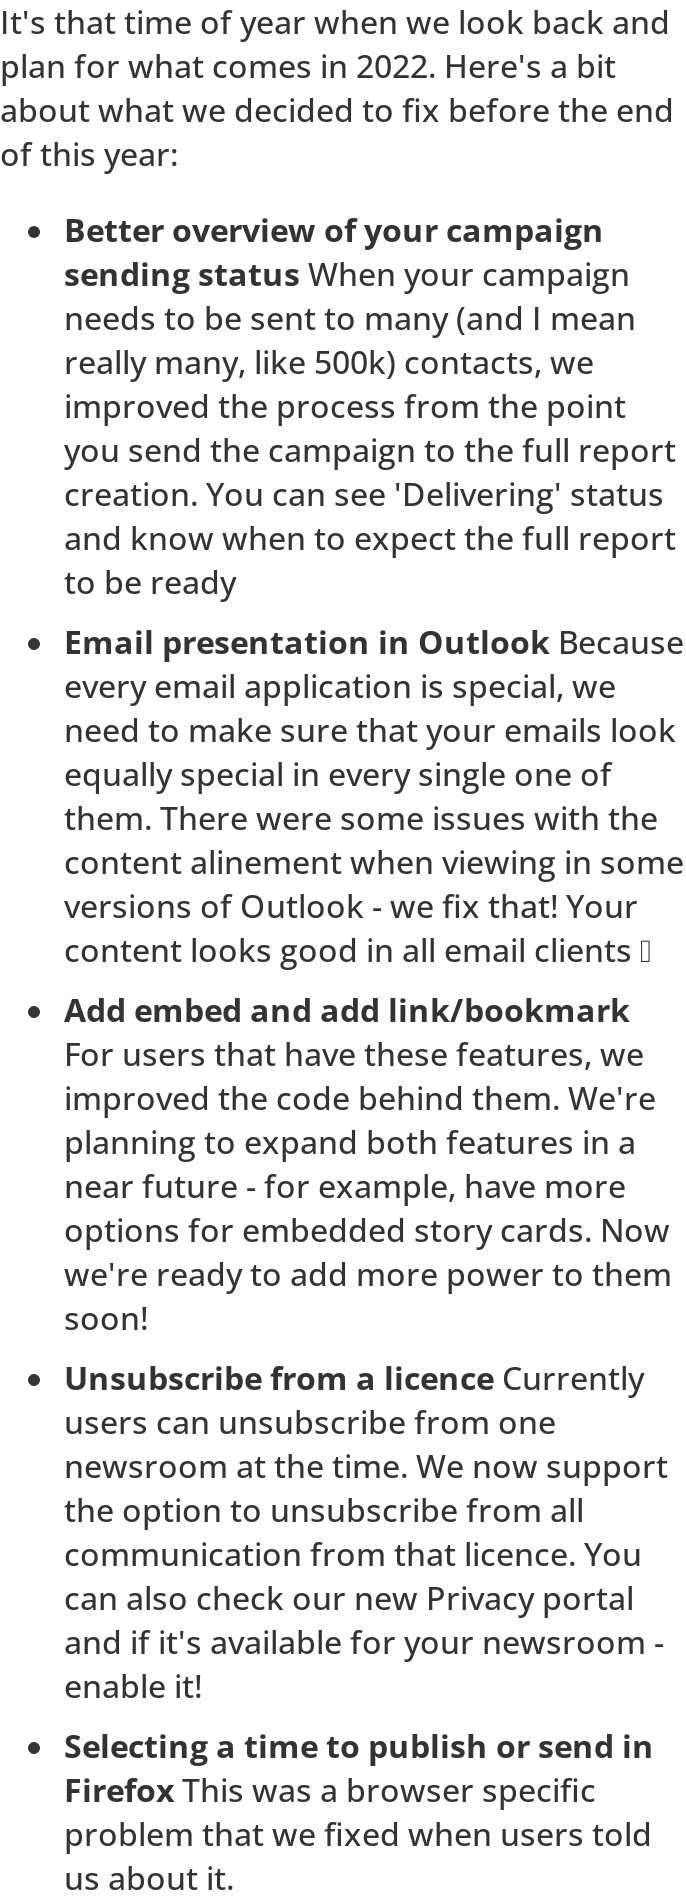 It's that time of year when we look back and
plan for what comes in 2022. Here's a bit
about what we decided to fix before the end
of this year:
• Better overview of your campaign
sending status When your campaign
needs to be sent to many (and I mean
really many, like 500k) contacts, we
improved the process from the point
you send the campaign to the full report
creation. You can see 'Delivering' status
and know when to expect the full report
to be ready
• Email presentation in Outlook Because
every email application is special, we
need to make sure that your emails look
equally special in every single one of
them. There were some issues with the
content alinement when viewing in some
versions of Outlook - we fix that! Your
content looks good in all email clients
• Add embed and add link/bookmark
For users that have these features, we
improved the code behind them. We're
planning to expand both features in a
near future - for example, have more
options for embedded story cards. Now
we're ready to add more power to them
soon!
• Unsubscribe from a licence Currently
users can unsubscribe from one
newsroom at the time. We now support
the option to unsubscribe from all
communication from that licence. You
can also check our new Privacy portal
and if it's available for your newsroom -
enable it!
• Selecting a time to publish or send in
Firefox This was a browser specific
problem that we fixed when users told
us about it.